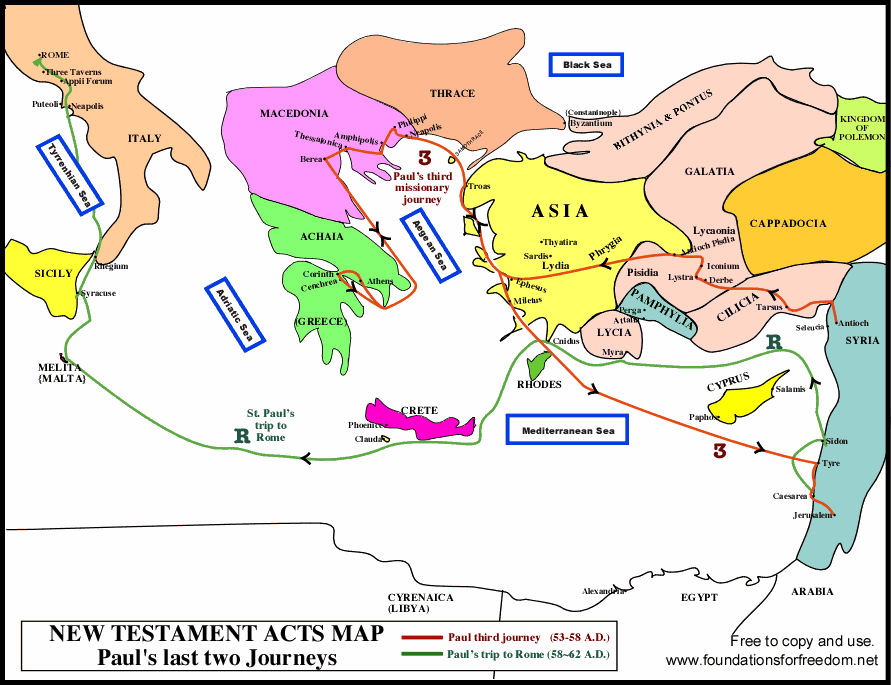 ROME
Three Taverns
Appii Forum
Puteoli
Neapolis
ITALY
Tyrrenhian Sea
SICILY
Rhegium
Syracuse
MELITA
{MALTA}
Adriatic Sea
MACEDONIA
THRACE
Black Sea
Philippi
Neapolis
Amphipolis
Thessalonica
Berea
3
Paul's third
missionary
journey
Troas
Aegean Sea
(Constaninople)
Byzantium
BITHYNIA & PONTUS
KINGDOM
OF
POLEMON
GALATIA
CAPPADOCIA
Lycaonia
ASIA
Thyatira
Sardis
Lydia
Phrygia
Antioch Pisdia
Iconium
Derbe
Lystra
Pisidia
PAMPHYLIA
Perga
Attalia
CILICIA
Tarsus
Seleucia
Antioch
SYRIA
ACHAIA
Corinth
Cenchrea
Athens
(GREECE)
Ephesus
Miletus
Cnidus
LYCIA
Myra
RHODES
R
CYPRUS
Salamis
Paphos
St. Paul's
trip to
Rome
R
CRETE
Phoenice
Clauda
Mediterranean Sea
3
Sidon
Tyre
Caesarea
Jerusalem
CYRENAICA
(LIBYA)
Alexandria
EGYPT
ARABIA
NEW TESTAMENT ACTS MAP
Paul's last two Journeys
Paul third journey (53-58 A.D.)
Paul's trip to Rome (58~62 A.D.)
Free to copy and use.
www.foundationsforfreedom.net